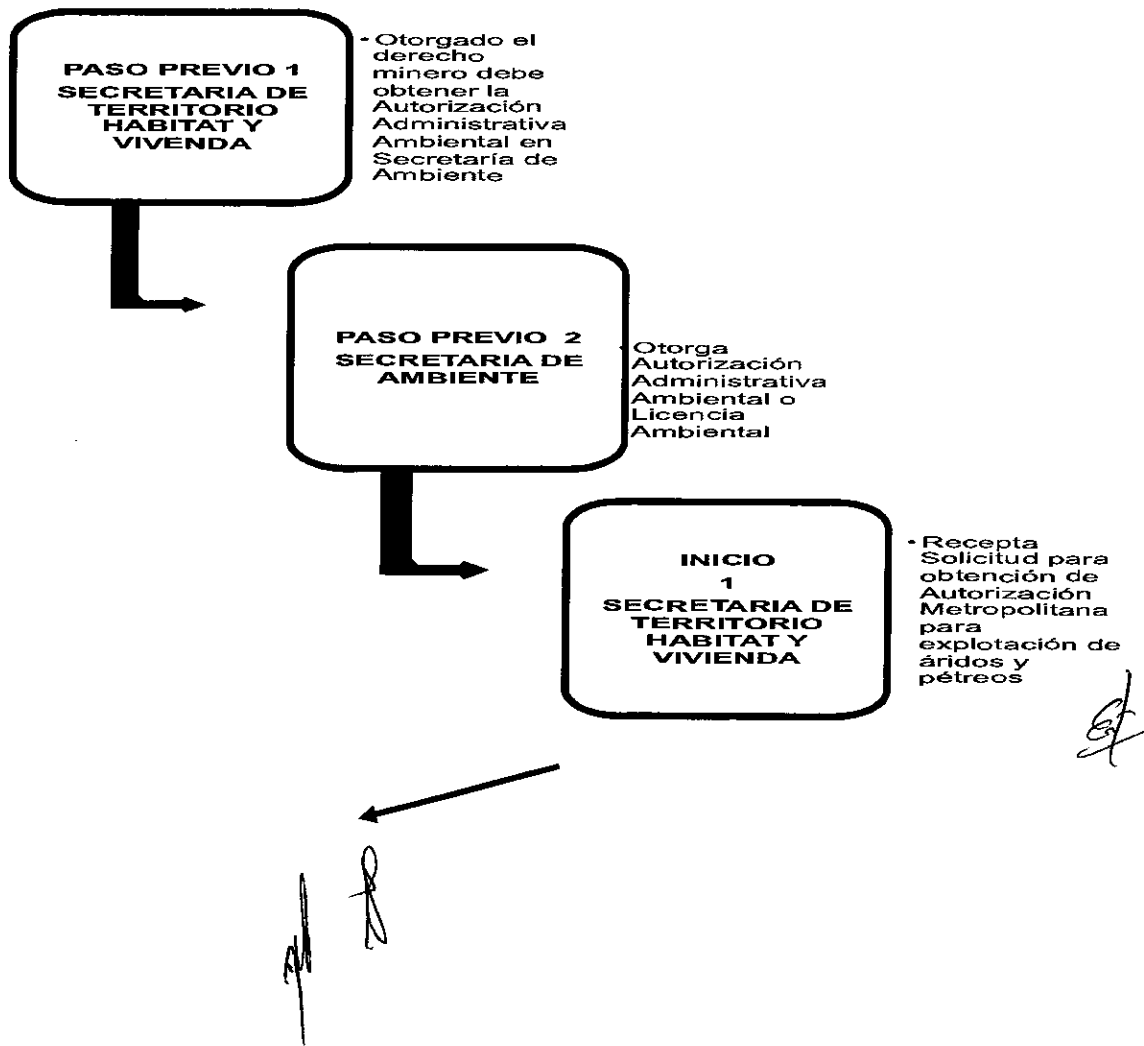 PASO PREVIO 1
SECRETARIA DE
TERRITORIO
HABITAT Y
VIVENDA
• Otorgado el
derecho
minero debe
obtener la
Autorización
Administrativa
Ambiental en
Secretaría de
Ambiente
PASO PREVIO 2
SECRETARIA DE
AMBIENTE
Otorga
Autorización
Administrativa
Ambiental o
Licencia
Ambiental
INICIO
1
SECRETARIA DE
TERRITORIO
HABITAT Y
VIVIENDA
• Recepta
Solicitud para
obtención de
Autorización
Metropolitana
para
explotación de
áridos y
pétreos